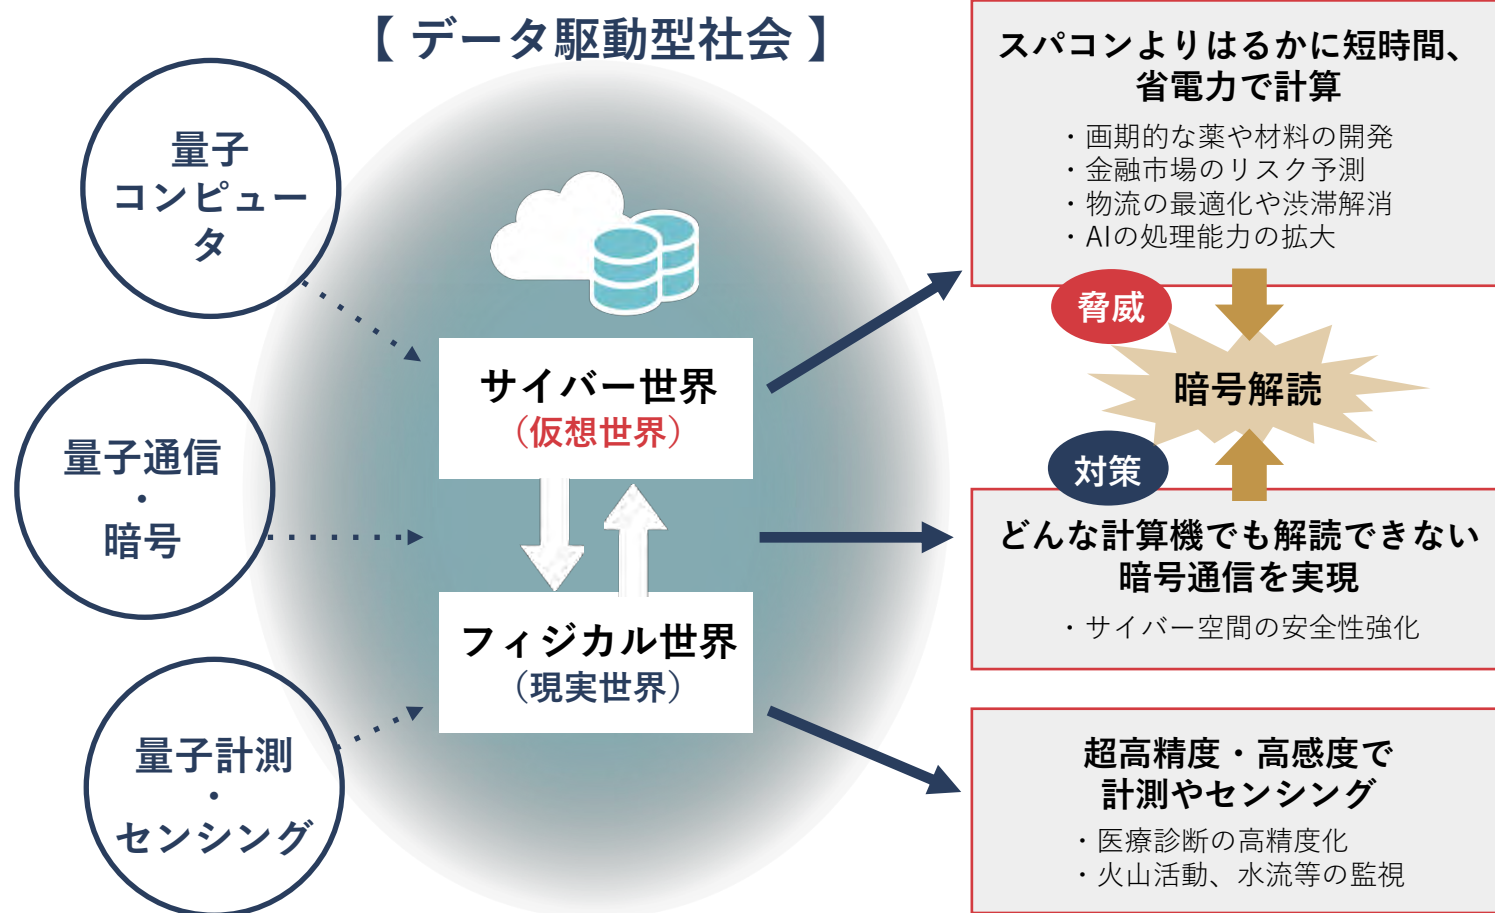 【 データ駆動型社会 】
量子
コンピュー
タ
量子通信
・
暗号
量子計測
・
センシング
サイバー世界
（仮想世界）
フィジカル世界
（現実世界）
スパコンよりはるかに短時間、
省電力で計算
・画期的な薬や材料の開発
・金融市場のリスク予測
・物流の最適化や渋滞解消
・AIの処理能力の拡大
脅威
暗号解読
対策
どんな計算機でも解読できない
暗号通信を実現
・サイバー空間の安全性強化
超高精度・高感度で
計測やセンシング
・医療診断の高精度化
・火山活動、水流等の監視